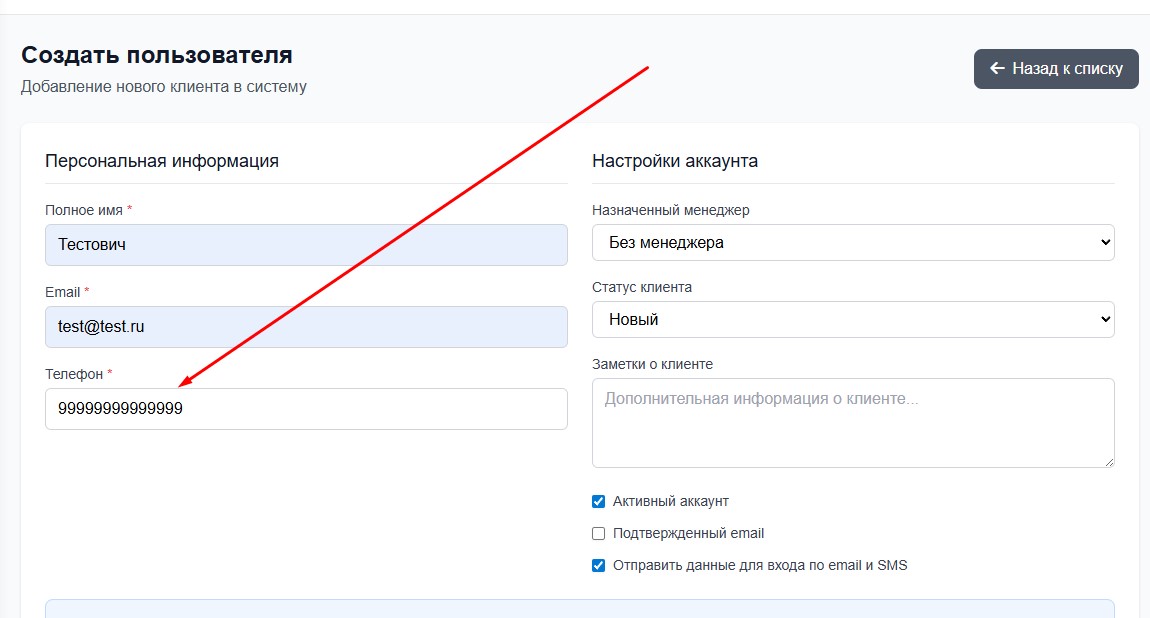 Создать пользователя
Добавление нового клиента в систему
← Назад к списку
Персональная информация
Полное имя *
Тестович
Email *
test@test.ru
Телефон *
99999999999999
Настройки аккаунта
Назначенный менеджер
Без менеджера
Статус клиента
Новый
Заметки о клиенте
Дополнительная информация о клиенте...
Активный аккаунт
Подтвержденный email
Отправить данные для входа по email и SMS